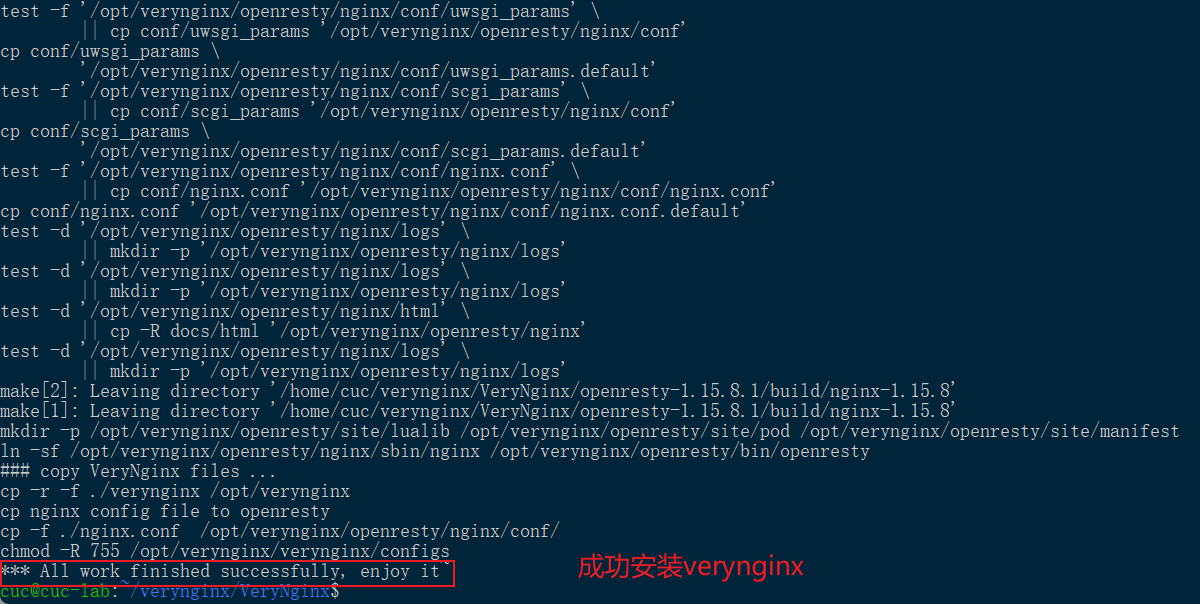 test -f '/opt/verynginx/openresty/nginx/conf/uwsgi_params' \
        || cp conf/uwsgi_params '/opt/verynginx/openresty/nginx/conf'
cp conf/uwsgi_params \
        '/opt/verynginx/openresty/nginx/conf/uwsgi_params.default'
test -f '/opt/verynginx/openresty/nginx/conf/scgi_params' \
        || cp conf/scgi_params '/opt/verynginx/openresty/nginx/conf'
cp conf/scgi_params \
        '/opt/verynginx/openresty/nginx/conf/scgi_params.default'
test -f '/opt/verynginx/openresty/nginx/conf/nginx.conf' \
        || cp conf/nginx.conf '/opt/verynginx/openresty/nginx/conf/nginx.conf'
cp conf/nginx.conf '/opt/verynginx/openresty/nginx/conf/nginx.conf.default'
test -d '/opt/verynginx/openresty/nginx/logs' \
        || mkdir -p '/opt/verynginx/openresty/nginx/logs'
test -d '/opt/verynginx/openresty/nginx/logs' \
        || mkdir -p '/opt/verynginx/openresty/nginx/logs'
test -d '/opt/verynginx/openresty/nginx/html' \
        || cp -R docs/html '/opt/verynginx/openresty/nginx'
test -d '/opt/verynginx/openresty/nginx/logs' \
        || mkdir -p '/opt/verynginx/openresty/nginx/logs'
make[2]: Leaving directory '/home/cuc/verynginx/VeryNginx/openresty-1.15.8.1/build/nginx-1.15.8'
make[1]: Leaving directory '/home/cuc/verynginx/VeryNginx/openresty-1.15.8.1/build/nginx-1.15.8'
mkdir -p /opt/verynginx/openresty/site/lualib /opt/verynginx/openresty/site/pod /opt/verynginx/openresty/site/manifest
ln -sf /opt/verynginx/openresty/nginx/sbin/nginx /opt/verynginx/openresty/bin/openresty
### copy VeryNginx files ...
cp -r -f ./verynginx /opt/verynginx
cp nginx config file to openresty
cp -f ./nginx.conf  /opt/verynginx/openresty/nginx/conf/
chmod -R 755 /opt/verynginx/verynginx/configs
*** All work finished successfully, enjoy it~
成功安装verynginx
cuc@cuc-lab:~/verynginx/VeryNginx$